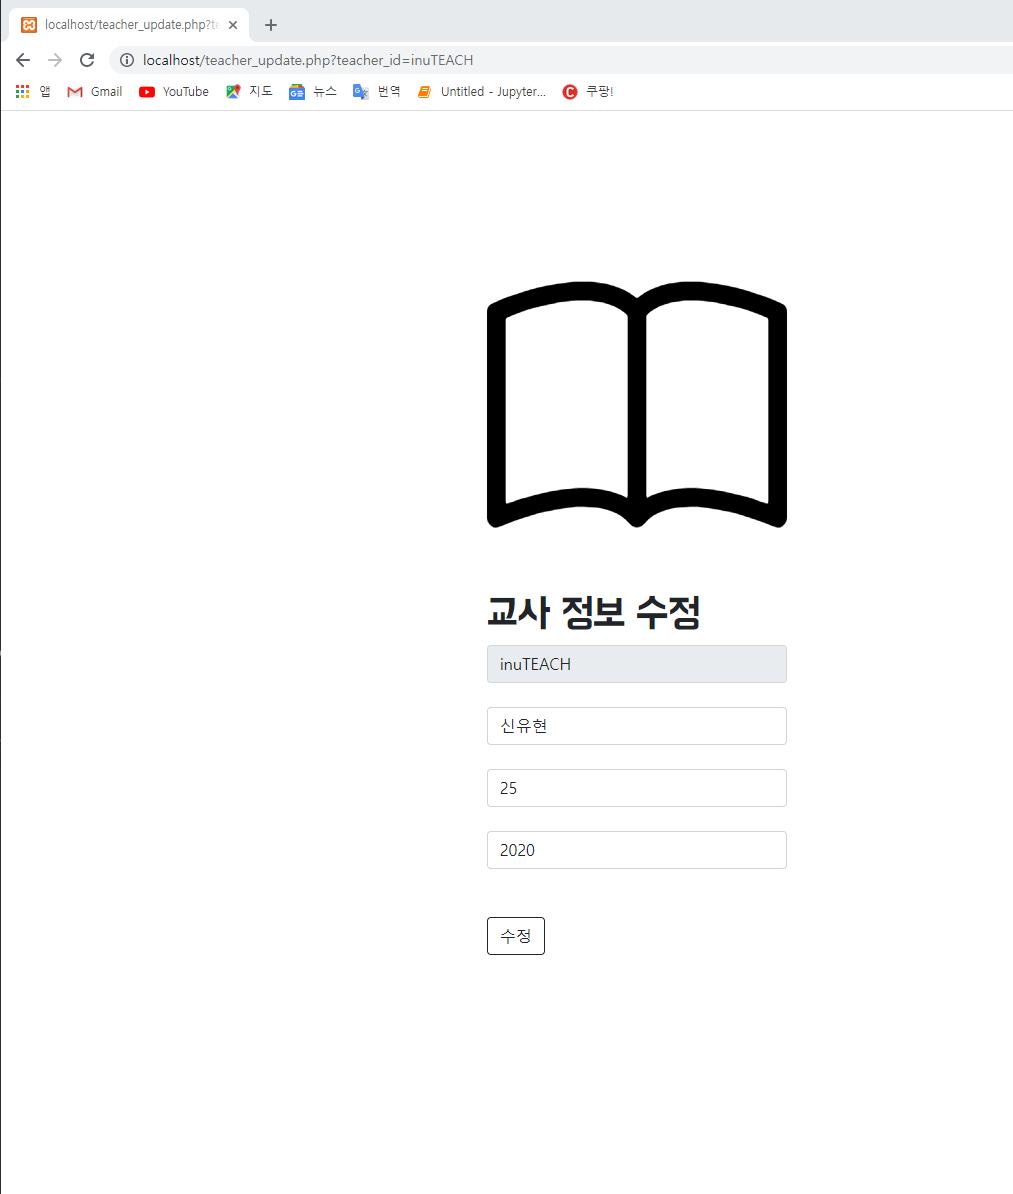 localhost/teacher_update.php?te
localhost/teacher_update.php?teacher_id=inuTEACH
앱 Gmail YouTube 지도 뉴스 번역 Untitled - Jupyter... 쿠팡!
교사 정보 수정
inuTEACH
신유현
25
2020
수정